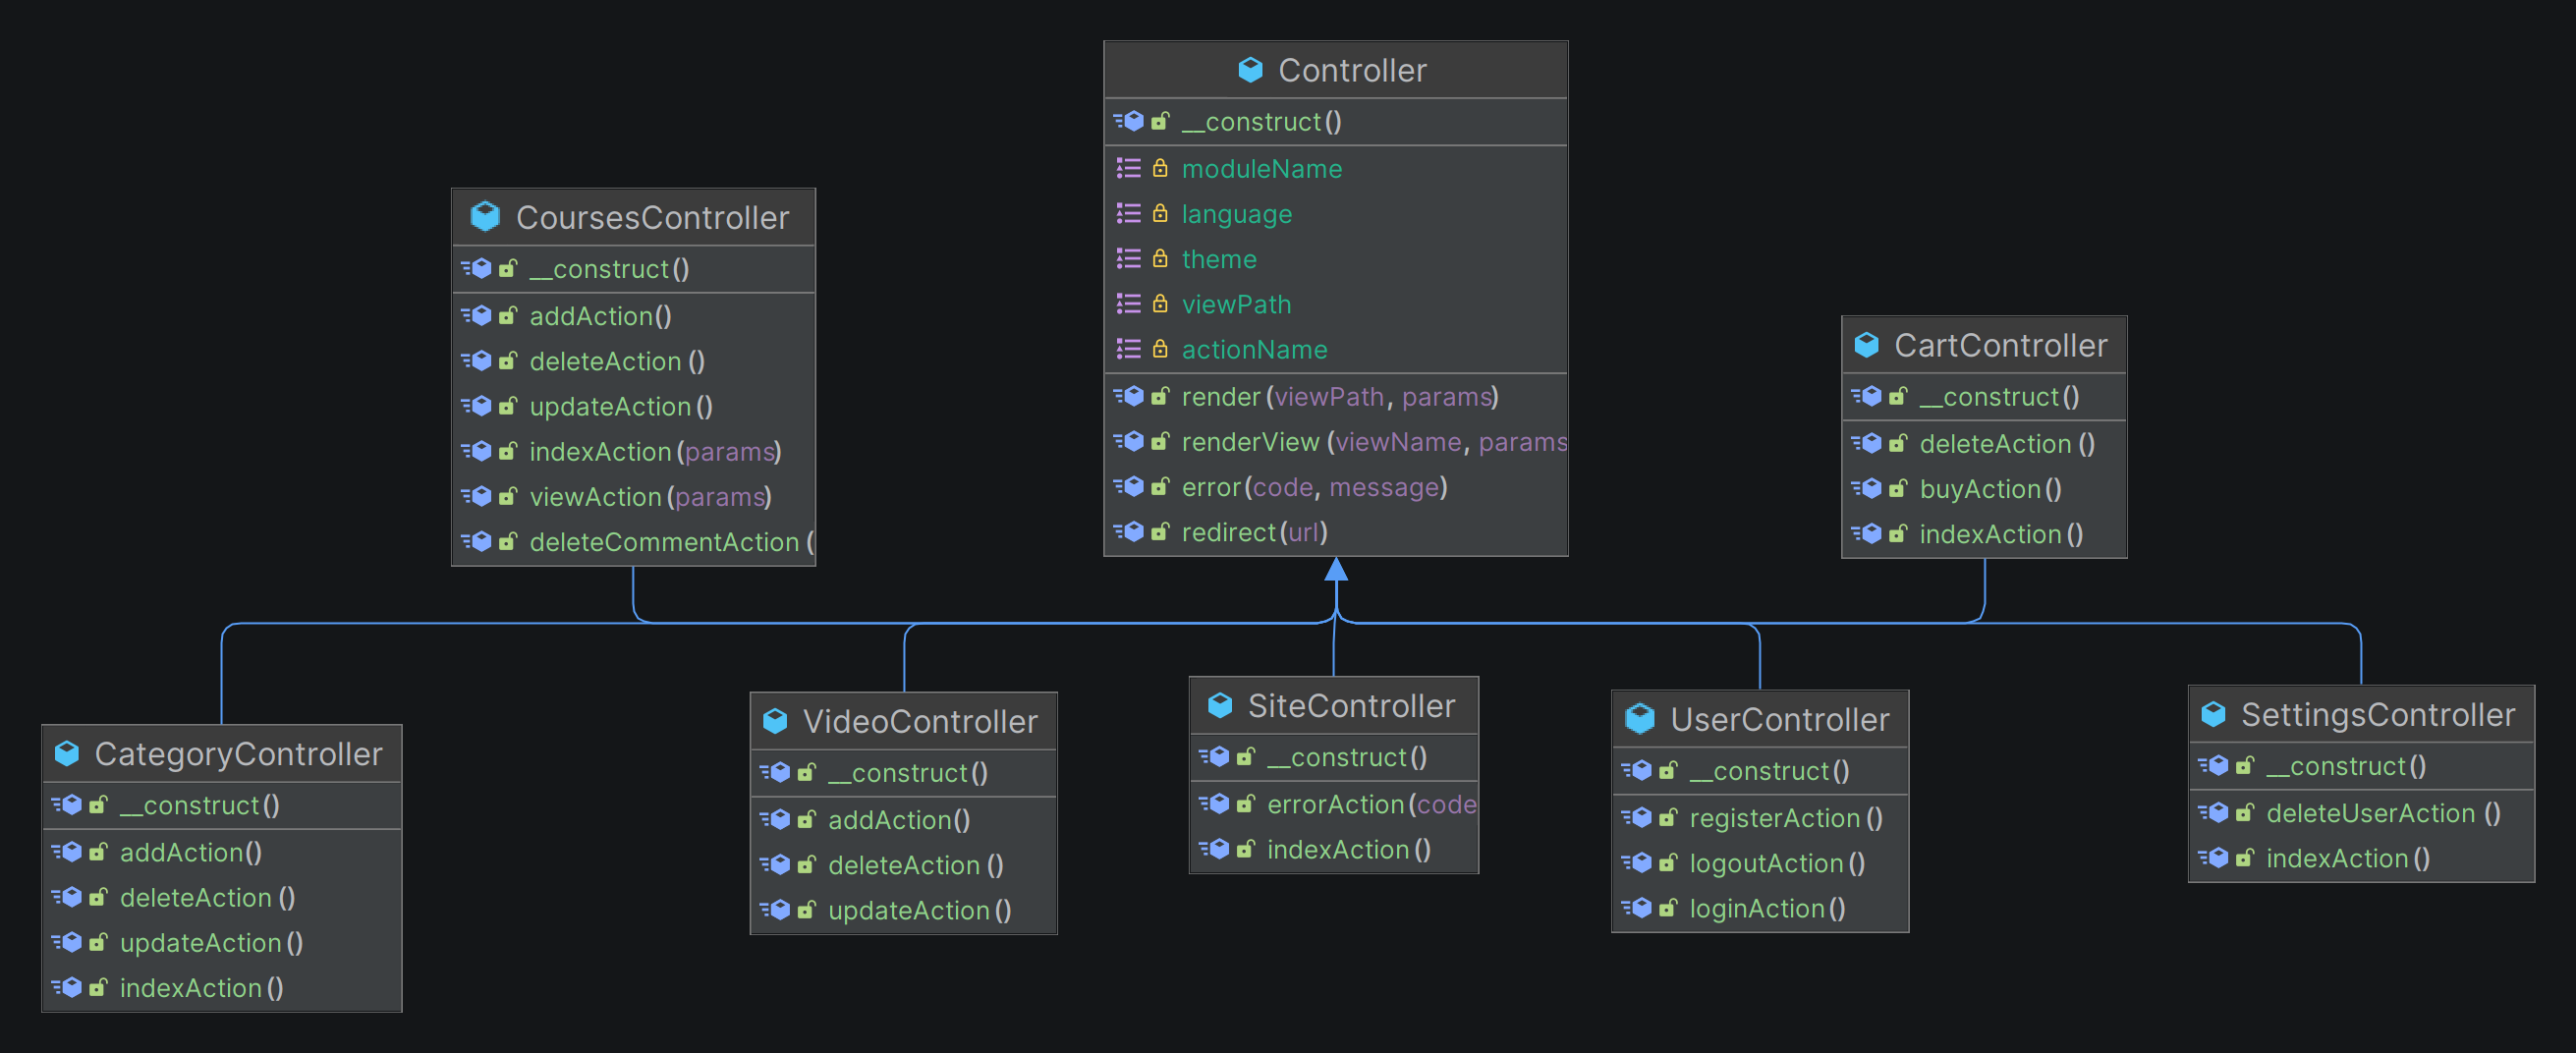 Controller
__construct()
moduleName
language
theme
viewPath
actionName
render(viewPath, params)
renderView(viewName, params
error(code, message)
redirect(url)
CoursesController
__construct()
addAction()
deleteAction()
updateAction()
indexAction(params)
viewAction(params)
deleteCommentAction(
CartController
__construct()
deleteAction()
buyAction()
indexAction()
CategoryController
__construct()
addAction()
deleteAction()
updateAction()
indexAction()
VideoController
__construct()
addAction()
deleteAction()
updateAction()
SiteController
__construct()
errorAction(code
indexAction()
UserController
__construct()
registerAction()
logoutAction()
loginAction()
SettingsController
__construct()
deleteUserAction()
indexAction()